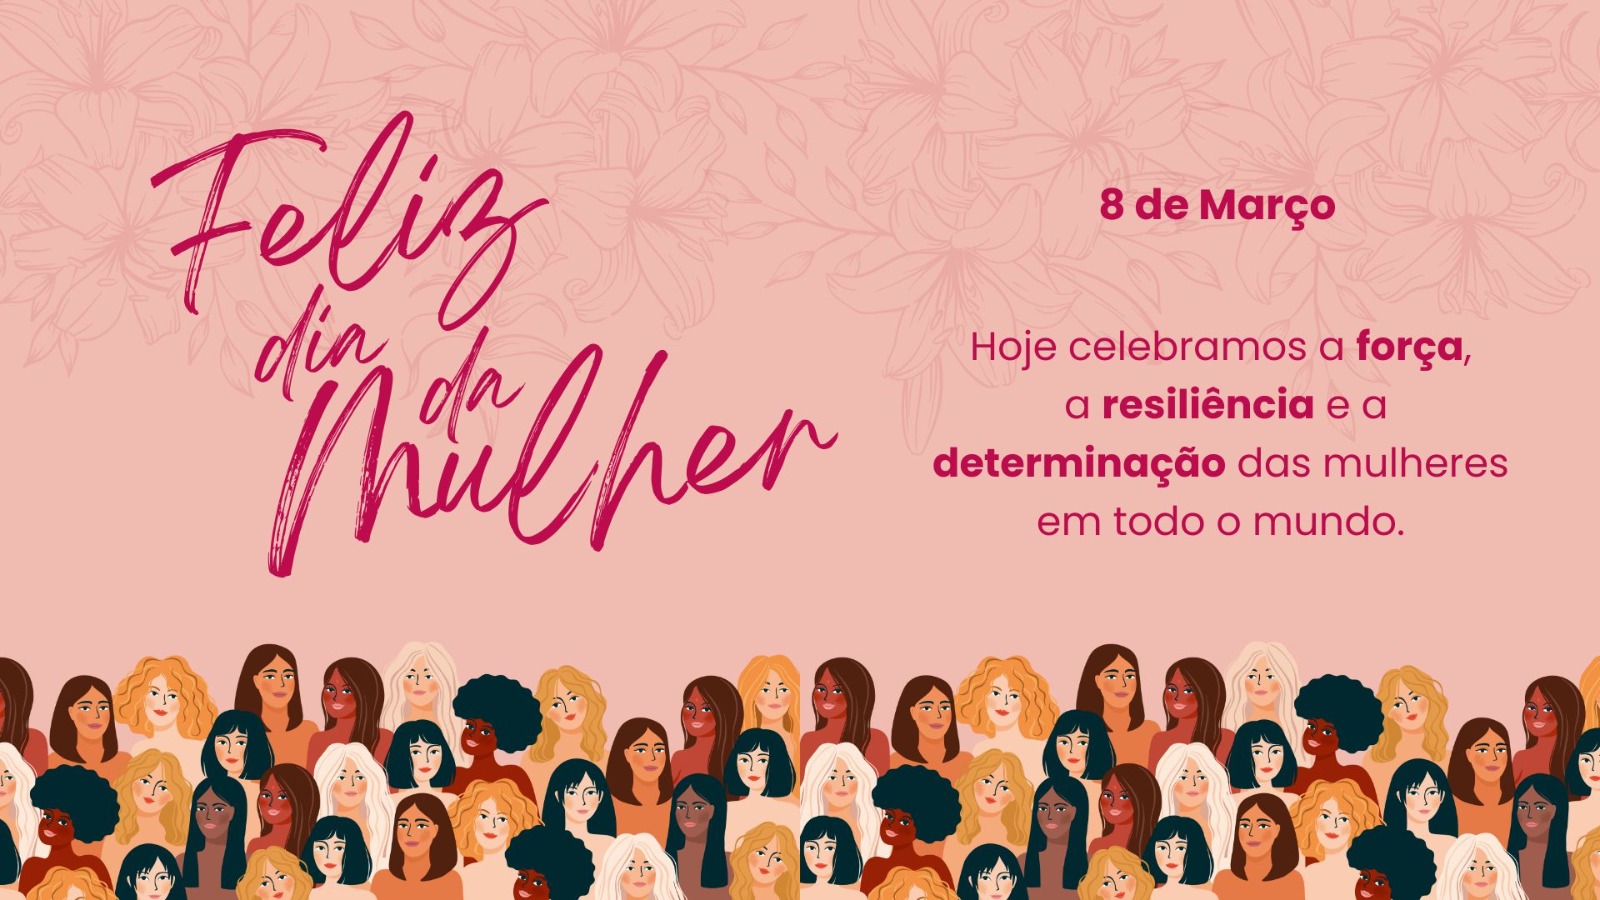 Feliz
dia da
Mulher
8 de Março
Hoje celebramos a força,
a resiliência e a
determinação das mulheres
em todo o mundo.